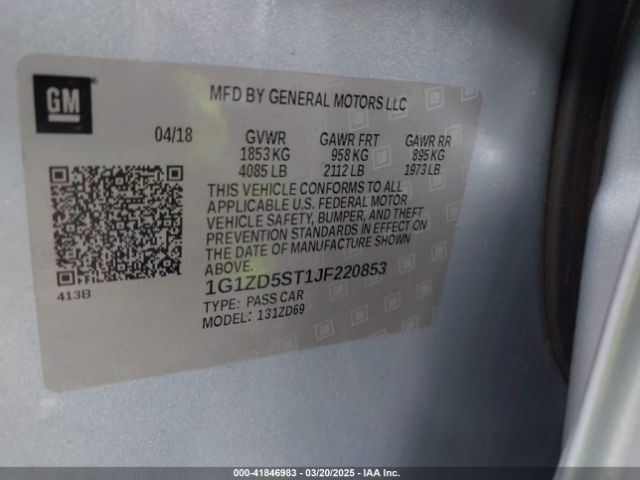 GM
MFD BY GENERAL MOTORS LLC
04/18 GVWR GAWR FRT GAWR RR
1853 KG 958 KG 895 KG
4085 LB 2112 LB 1973 LB
THIS VEHICLE CONFORMS TO ALL
APPLICABLE U.S. FEDERAL MOTOR
VEHICLE SAFETY, BUMPER, AND THEFT
PREVENTION STANDARDS IN EFFECT ON
THE DATE OF MANUFACTURE SHOWN
ABOVE.
413B
1G1ZD5ST1JF220853
TYPE: PASS CAR
MODEL: 131ZD69
000-41846983 - 03/20/2025 - IAA Inc.